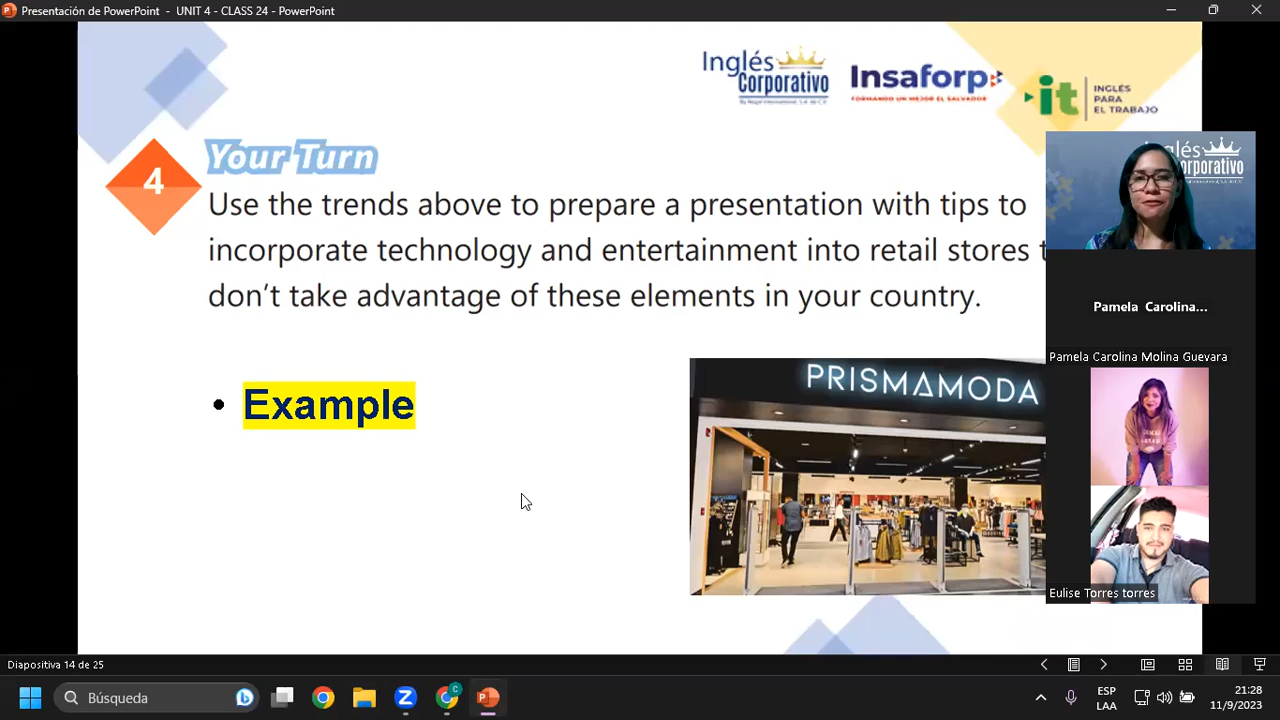 Presentación de PowerPoint - UNIT 4 - CLASS 24 - PowerPoint
Inglés
Corporativo
Insaforp
FORMANDO UN MEJOR EL SALVADOR
it
INGLÉS
PARA
EL TRABAJO
Your Turn
4
Use the trends above to prepare a presentation with tips to
incorporate technology and entertainment into retail stores t
don't take advantage of these elements in your country.
• Example
PRISMAMODA
Inglés
Corporativo
Pamela Carolina...
Pamela Carolina Molina Guevara
Eulise Torres torres
Diapositiva 14 de 25
Búsqueda
ESP
LAA
21:28
11/9/2023